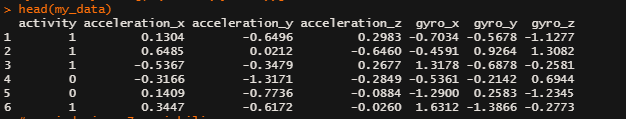 > head(my_data)
activity acceleration_x acceleration_y acceleration_z gyro_x gyro_y gyro_z
1 1 0.1304 -0.6496 0.2983 -0.7034 -0.5678 -1.1277
2 1 0.6485 0.0212 -0.6460 -0.4591 0.9264 1.3082
3 1 -0.5367 -0.3479 0.2677 1.3178 -0.6878 -0.2581
4 0 -0.3166 -1.3171 -0.2849 -0.5361 -0.2142 0.6944
5 0 0.1409 -0.7736 -0.0884 -1.2900 0.2583 -1.2345
6 1 0.3447 -0.6172 -0.0260 1.6312 -1.3866 -0.2773